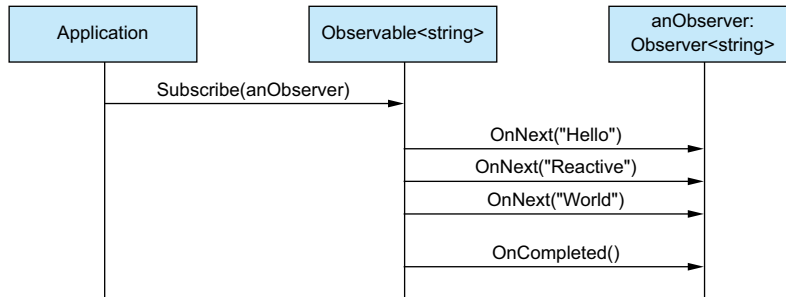 Application
Observable<string>
anObserver:
Observer<string>
Subscribe(anObserver)
OnNext("Hello")
OnNext("Reactive")
OnNext("World")
OnCompleted()